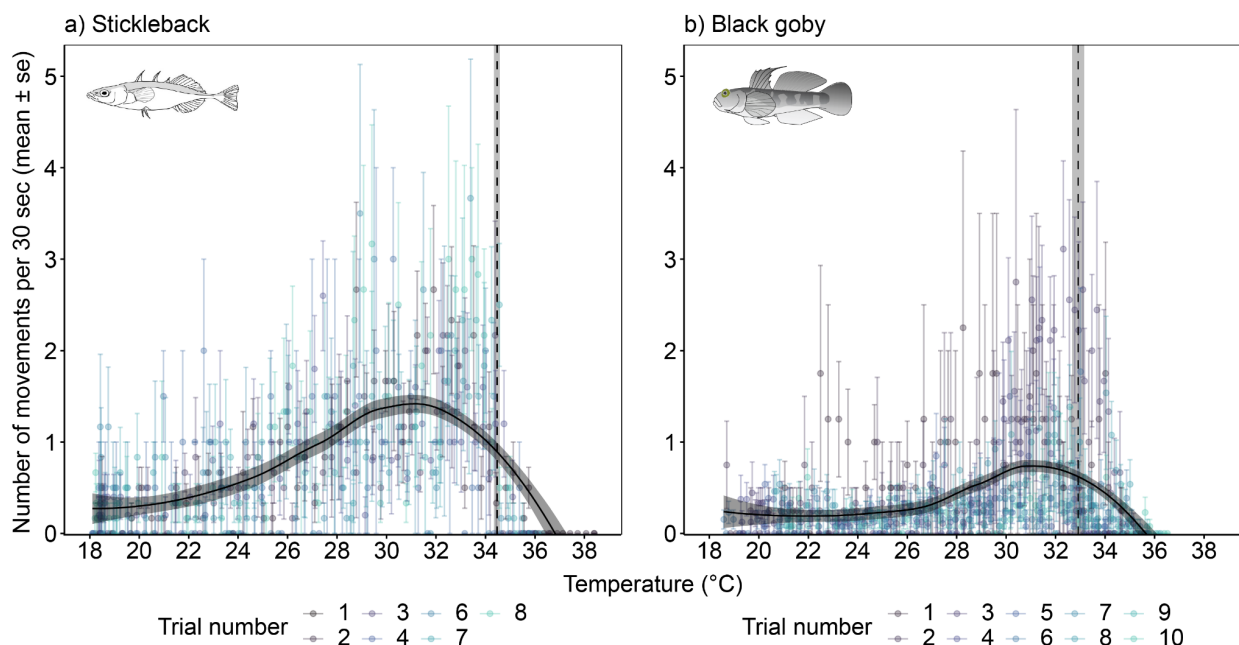 a) Stickleback
b) Black goby
Number of movements per 30 sec (mean ± se)
5
4
3
2
1
0
18 20 22 24 26 28 30 32 34 36 38
5
4
3
2
1
0
18 20 22 24 26 28 30 32 34 36 38
Temperature (°C)
Trial number
1 3 6 8
2 4 7
Trial number
1 3 5 7 9
2 4 6 8 10